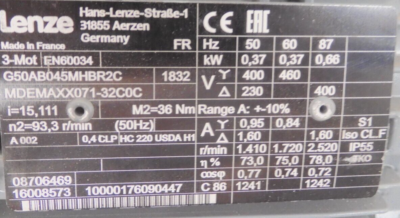 Lenze
Hans-Lenze-Straße-1
31855 Aerzen
Germany
CE EAC
Made in France FR Hz 50 60 87
3-Mot EN60034 kW 0,37 0,37 0,66
G50AB045MHBR2C 1832 V Y 400 460
MDEMAXX071-32C0C Δ 230 400
i=15,111 M2=36 Nm Range A: +-10%
n2=93,3 r/min (50Hz) A Y 0,95 0,84 S1
A 002 0,4 CLP HC 220 USDA H1 Δ 1,60 1,60 Iso CL.F
r/min 1.410 1.720 2.520 IP55
η % 73,0 75,0 78,0 TKO
08706469 cosφ 0,77 0,74 0,72
16008573 10000176090447 C 86 1241 1242